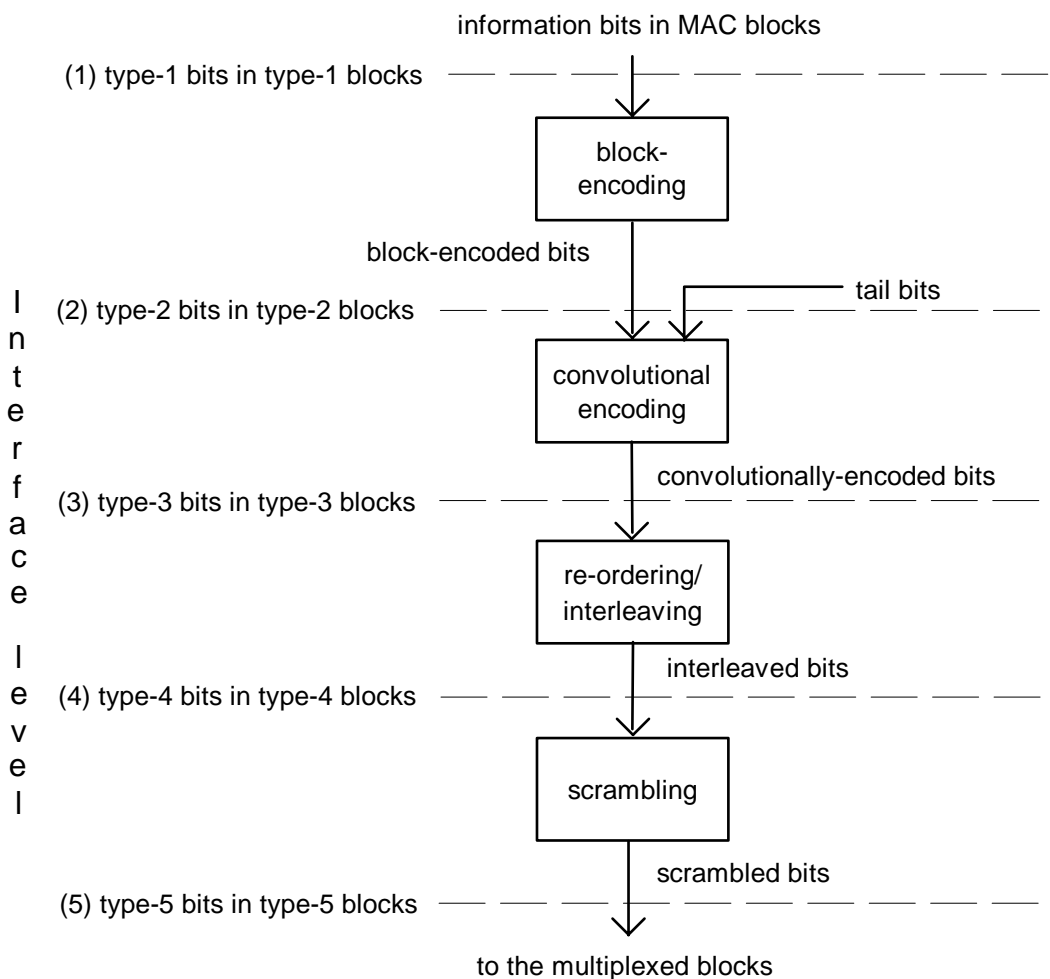 information bits in MAC blocks
(1) type-1 bits in type-1 blocks
block-
encoding
block-encoded bits
tail bits
(2) type-2 bits in type-2 blocks
convolutional
encoding
convolutionally-encoded bits
(3) type-3 bits in type-3 blocks
re-ordering/
interleaving
interleaved bits
(4) type-4 bits in type-4 blocks
scrambling
scrambled bits
(5) type-5 bits in type-5 blocks
to the multiplexed blocks
Interface level